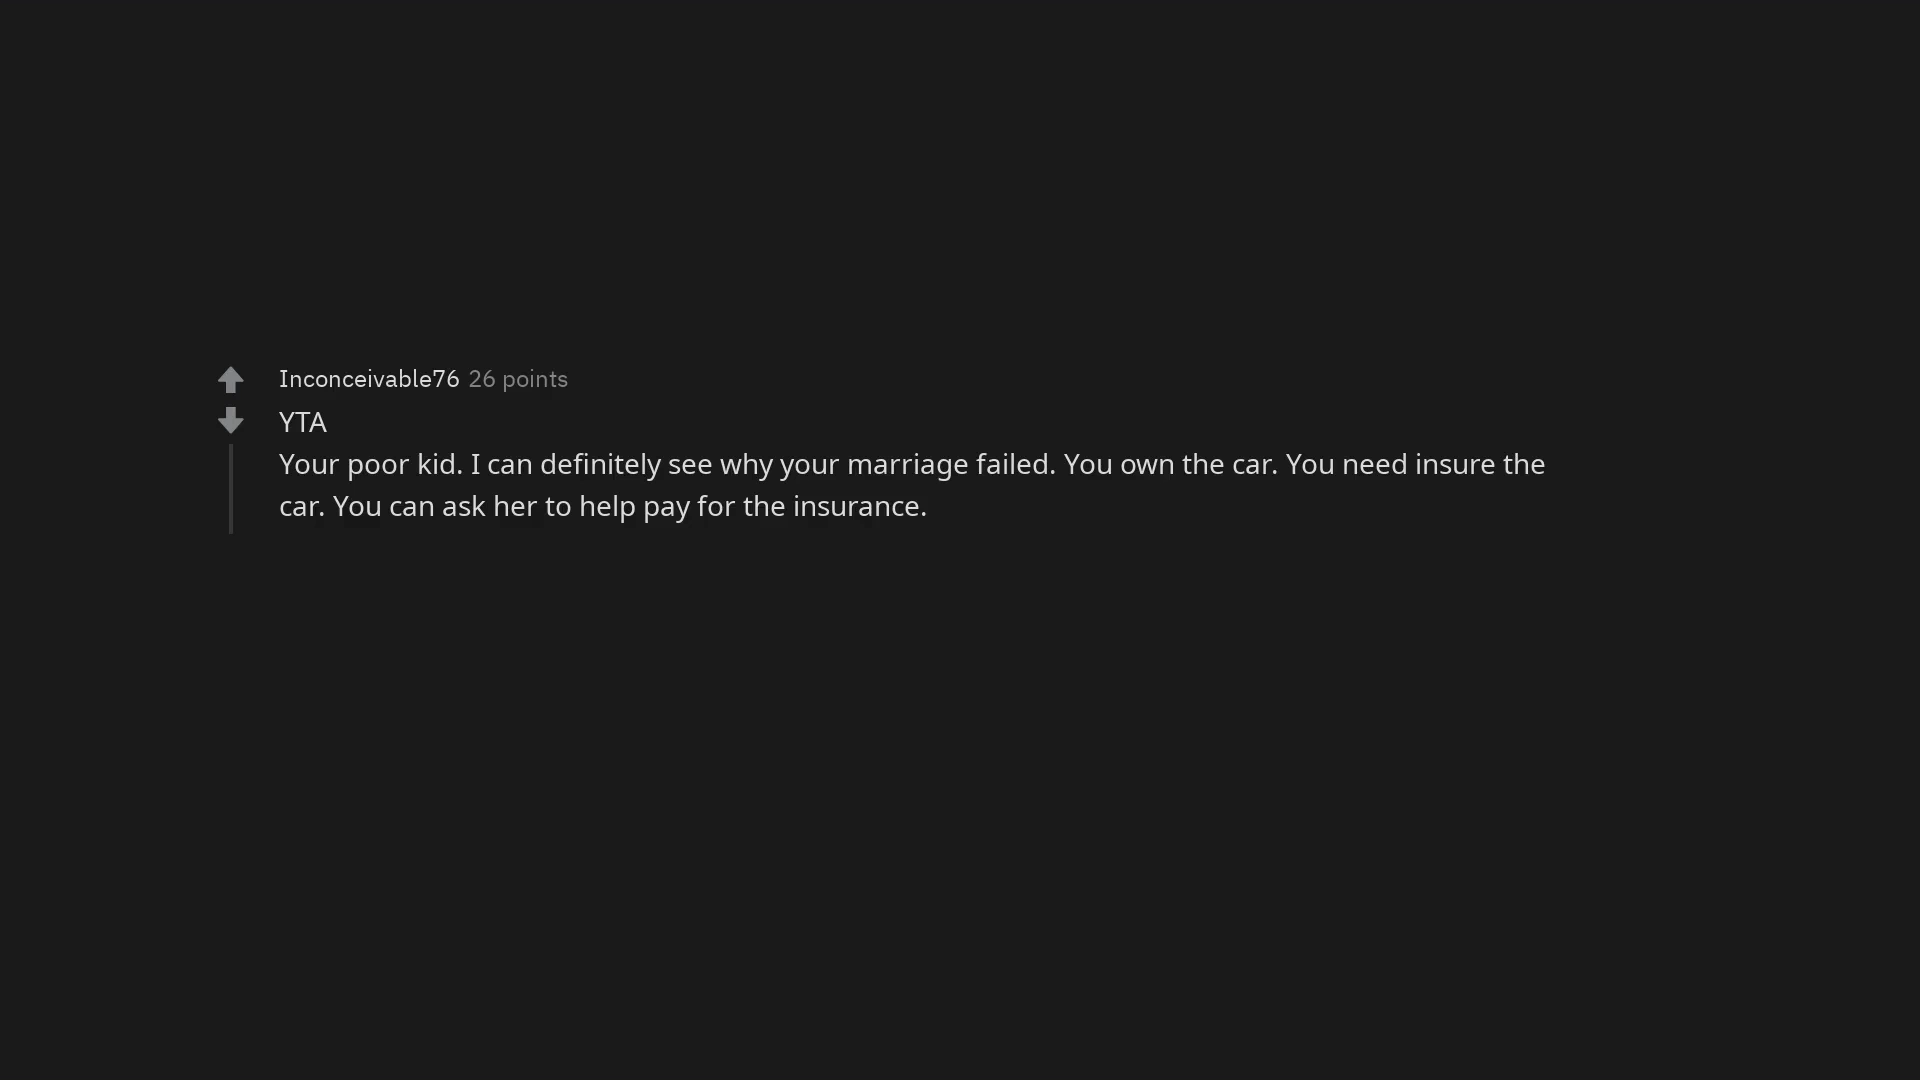 Inconceivable76 26 points
YTA
Your poor kid. I can definitely see why your marriage failed. You own the car. You need insure the
car. You can ask her to help pay for the insurance.